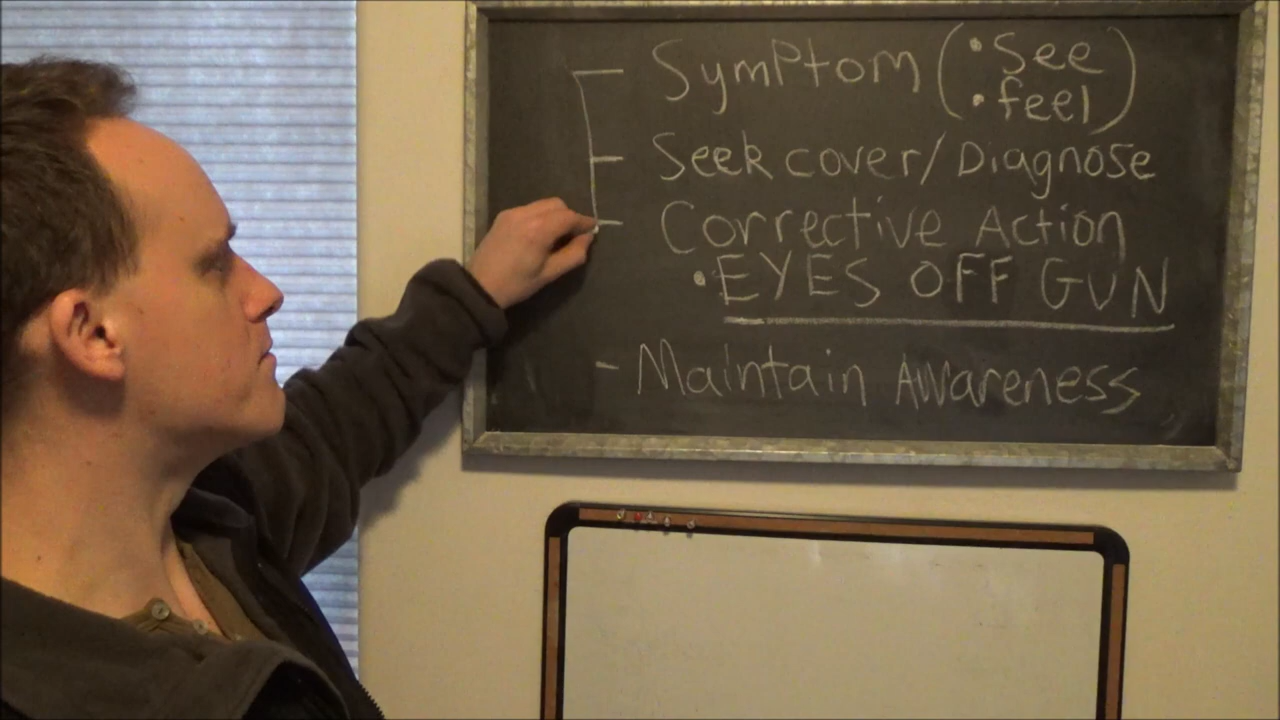 SymPtom (• See
• feel)
Seek cover/Diagnose
Corrective Action
• EYES OFF GUN
- Maintain Awareness